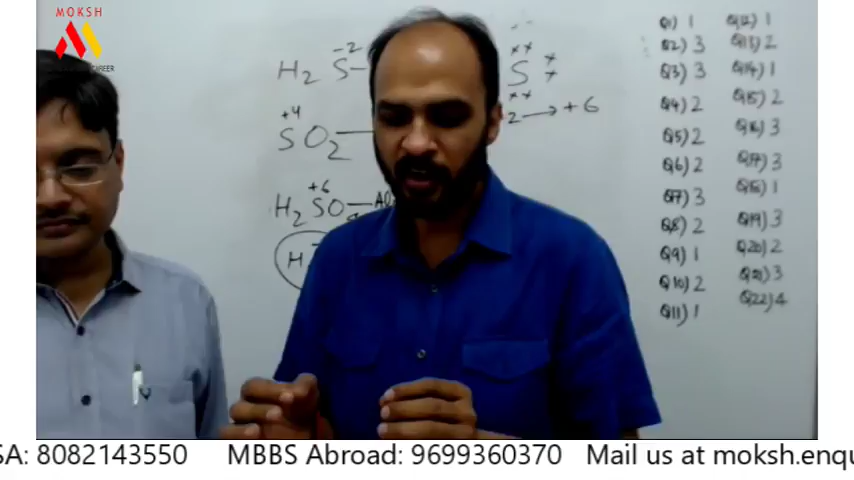 MOKSH
H2 S
-2
S
+4
SO2
2 → +6
+6
H2SO
H
Q1) 1
Q2) 3
Q3) 3
Q4) 2
Q5) 2
Q6) 2
Q7) 3
Q8) 2
Q9) 1
Q10) 2
Q11) 1
Q12) 1
Q13) 2
Q14) 1
Q15) 2
Q16) 3
Q17) 3
Q18) 1
Q19) 3
Q20) 2
Q21) 3
Q22) 4
SA: 8082143550 MBBS Abroad: 9699360370 Mail us at moksh.enqu